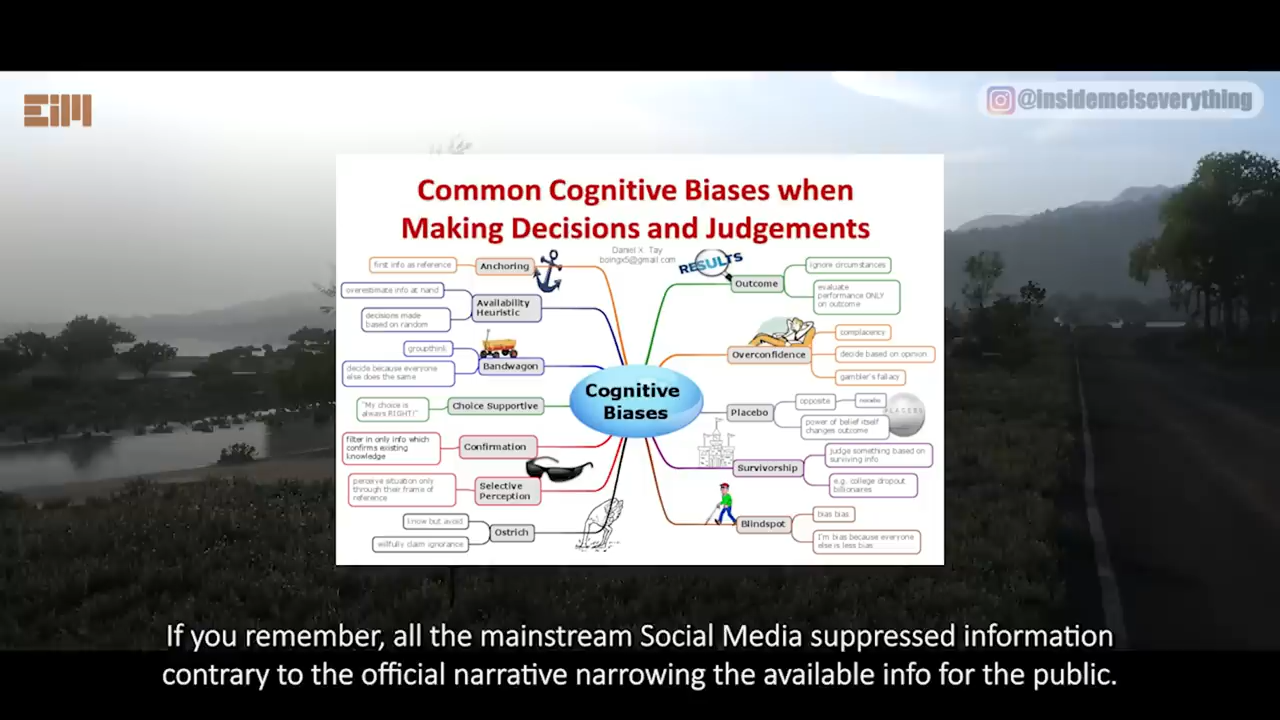 EiM
@insidemeiseverything
Common Cognitive Biases when
Making Decisions and Judgements
Daniel X. Tay
boingx5@gmail.com
first info as reference
Anchoring
overestimate info at hand
decisions made
based on random
Availability
Heuristic
groupthink
decide because everyone
else does the same
Bandwagon
"My choice is
always RIGHT!"
Choice Supportive
filter in only info which
confirms existing
knowledge
Confirmation
perceive situation only
through their frame of
reference
Selective
Perception
I know but avoid
willfully claim ignorance
Ostrich
Cognitive
Biases
RESULTS
Outcome
ignore circumstances
evaluate
performance ONLY
on outcome
Overconfidence
complacency
decide based on opinion
gambler's fallacy
Placebo
opposite
nocebo
power of belief itself
changes outcome
PLACEBO
Survivorship
judge something based on
surviving info
e.g. college dropout
billionaires
Blindspot
bias bias
I'm bias because everyone
else is less bias
If you remember, all the mainstream Social Media suppressed information
contrary to the official narrative narrowing the available info for the public.